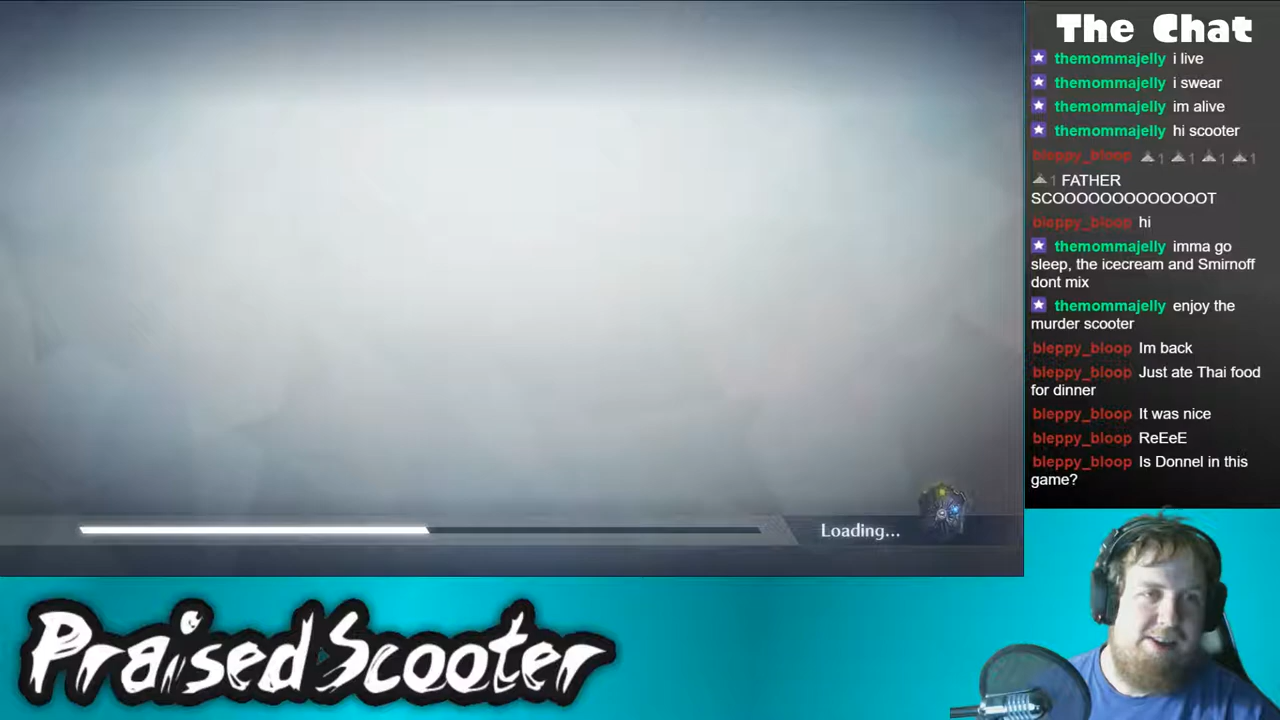 The Chat
themommajelly i live
themommajelly i swear
themommajelly im alive
themommajelly hi scooter
bleppy_bloop 1 1 1 1
1 FATHER
SCOOOOOOOOOOOOOT
bleppy_bloop hi
themommajelly imma go
sleep, the icecream and Smirnoff
dont mix
themommajelly enjoy the
murder scooter
bleppy_bloop Im back
bleppy_bloop Just ate Thai food
for dinner
bleppy_bloop It was nice
bleppy_bloop ReEeE
bleppy_bloop Is Donnel in this
game?
Loading...
PraisedScooter